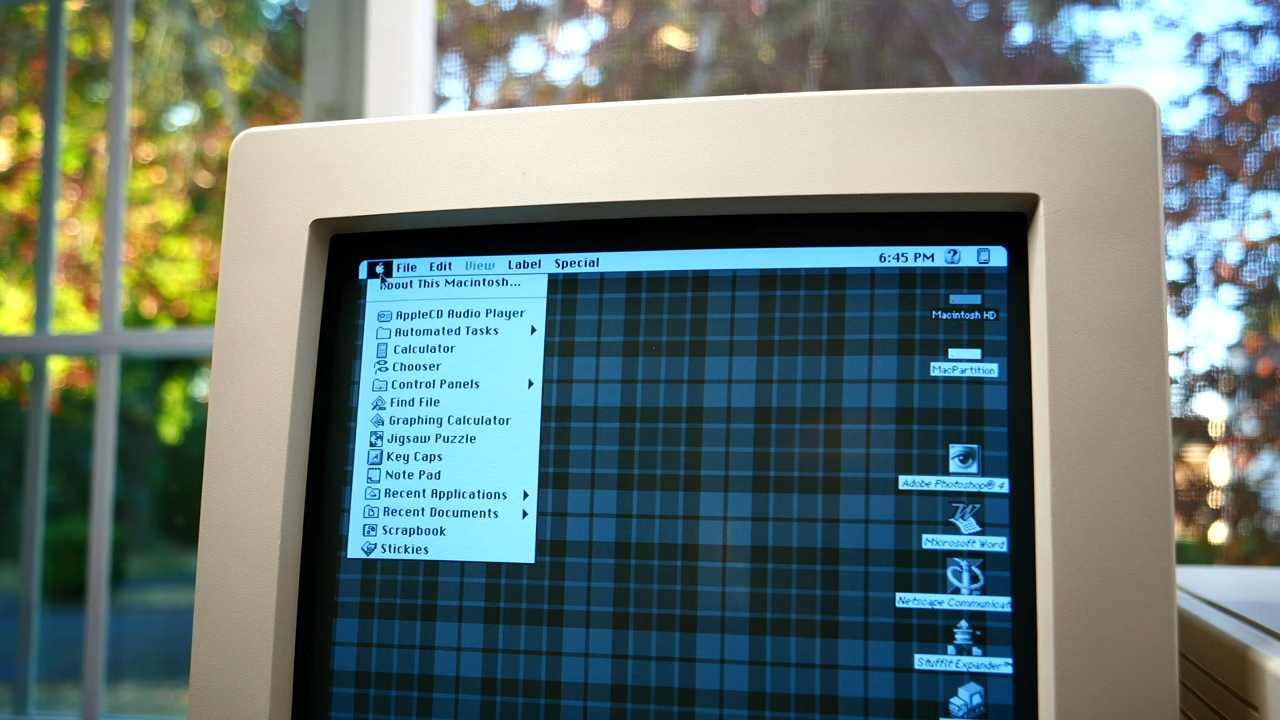 File Edit View Label Special 6:45 PM
About This Macintosh...
AppleCD Audio Player
Automated Tasks
Calculator
Chooser
Control Panels
Find File
Graphing Calculator
Jigsaw Puzzle
Key Caps
Note Pad
Recent Applications
Recent Documents
Scrapbook
Stickies
Macintosh HD
MacPartition
Adobe Photoshop® 4
Microsoft Word
Netscape Communicat
StuffIt Expander™